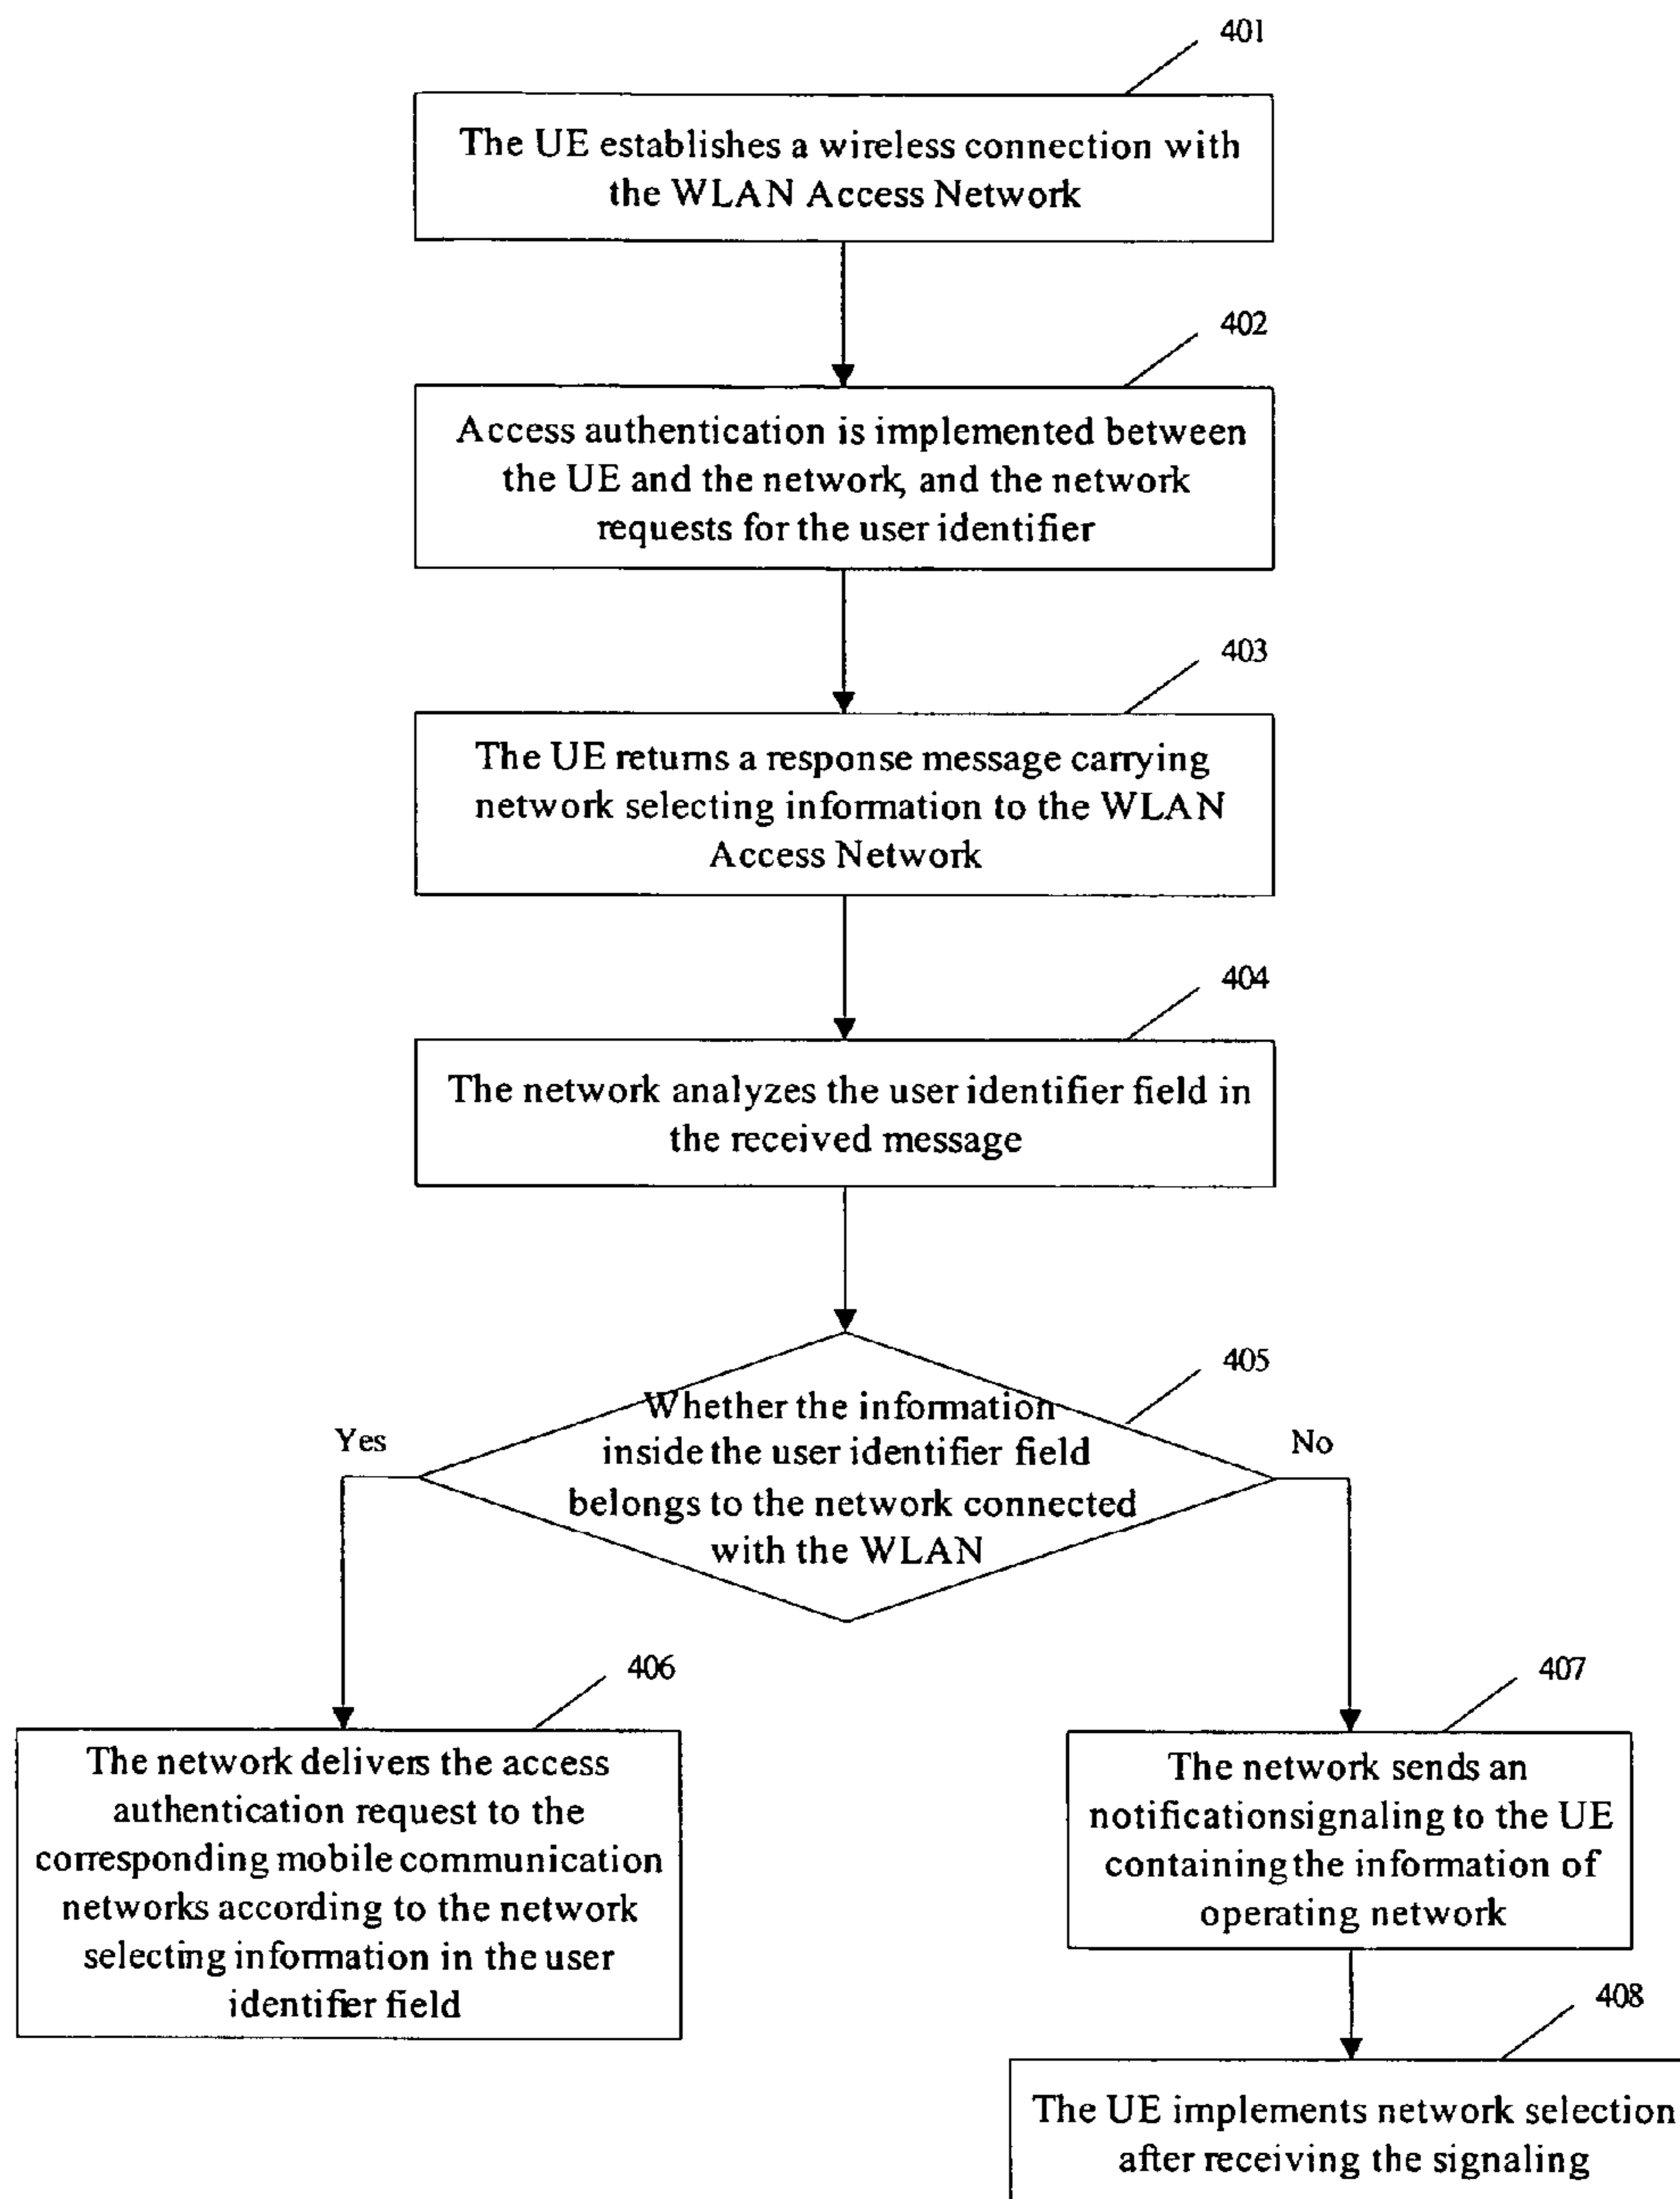 401
The UE establishes a wireless connection with
the WLAN Access Network
402
Access authentication is implemented between
the UE and the network, and the network
requests for the user identifier
403
The UE returns a response message carrying
network selecting information to the WLAN
Access Network
404
The network analyzes the user identifier field in
the received message
405
Whether the information
inside the user identifier field
belongs to the network connected
with the WLAN
Yes
No
406
The network delivers the access
authentication request to the
corresponding mobile communication
networks according to the network
selecting information in the user
identifier field
407
The network sends an
notificationsignaling to the UE
containing the information of
operating network
408
The UE implements network selection
after receiving the signaling